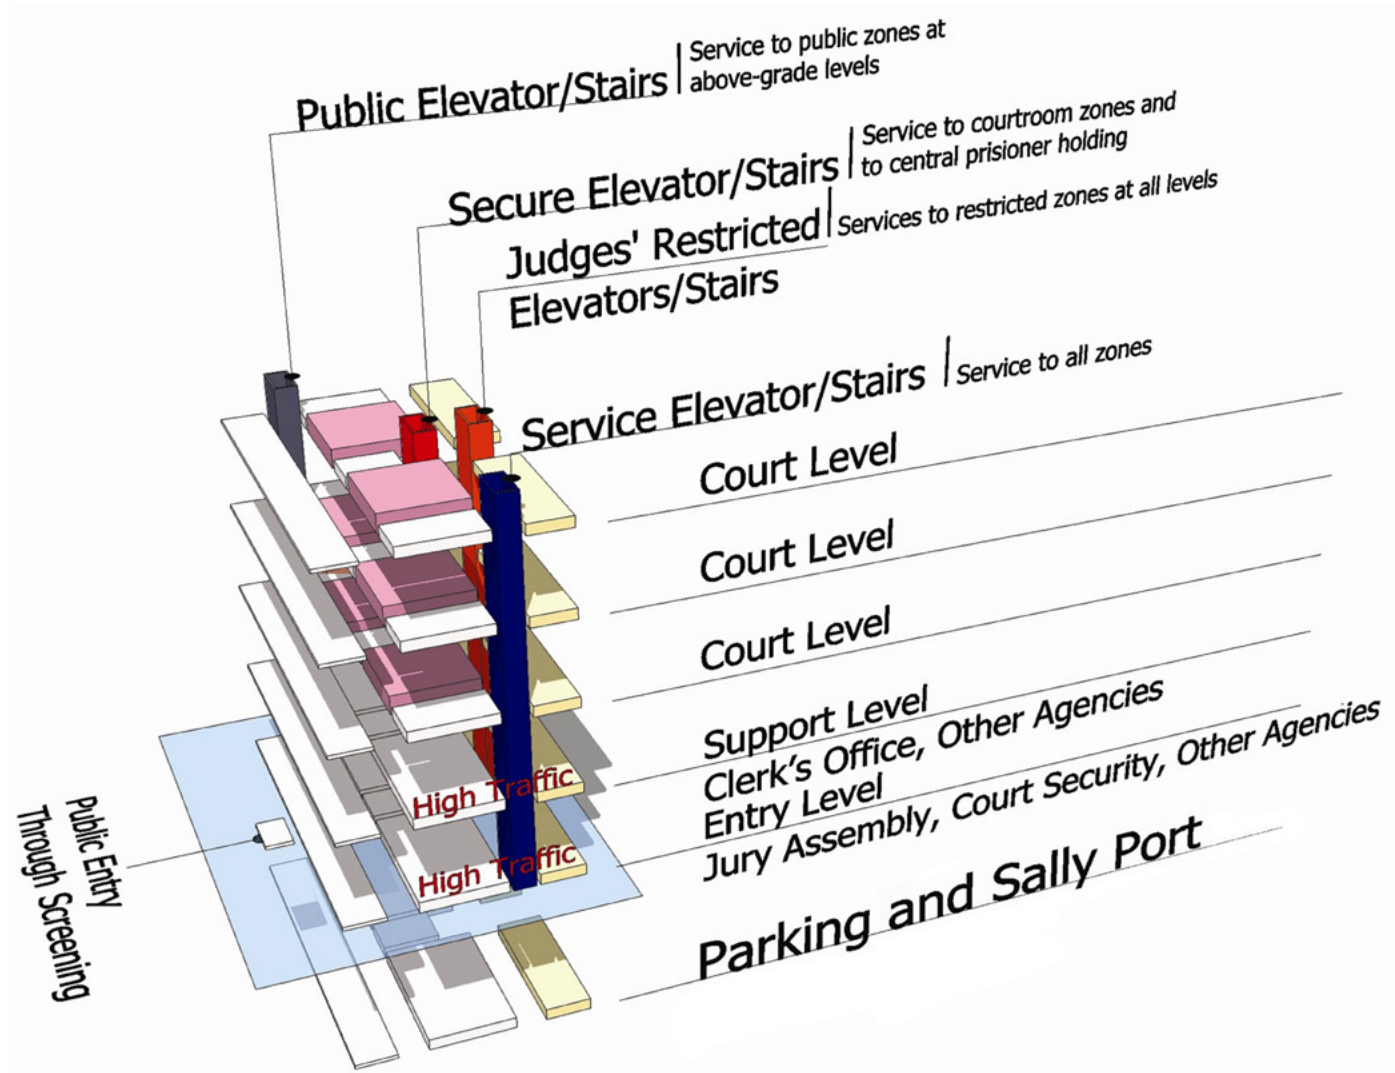 Public Elevator/Stairs
Service to public zones at
above-grade levels
Secure Elevator/Stairs
Service to courtroom zones and
to central prisioner holding
Judges' Restricted
Elevators/Stairs
Services to restricted zones at all levels
Service Elevator/Stairs
Service to all zones
Court Level
Court Level
Court Level
Support Level
Clerk's Office, Other Agencies
High Traffic
Entry Level
Jury Assembly, Court Security, Other Agencies
High Traffic
Parking and Sally Port
Public Entry
Through Screening